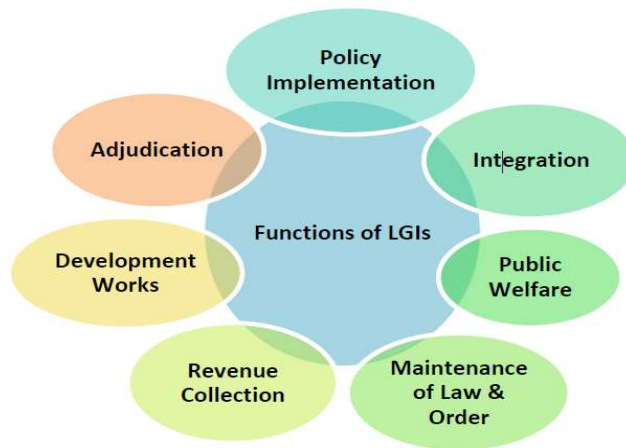 Policy
Implementation
Adjudication
Integration
Functions of LGIs
Development
Works
Public
Welfare
Revenue
Collection
Maintenance
of Law &
Order